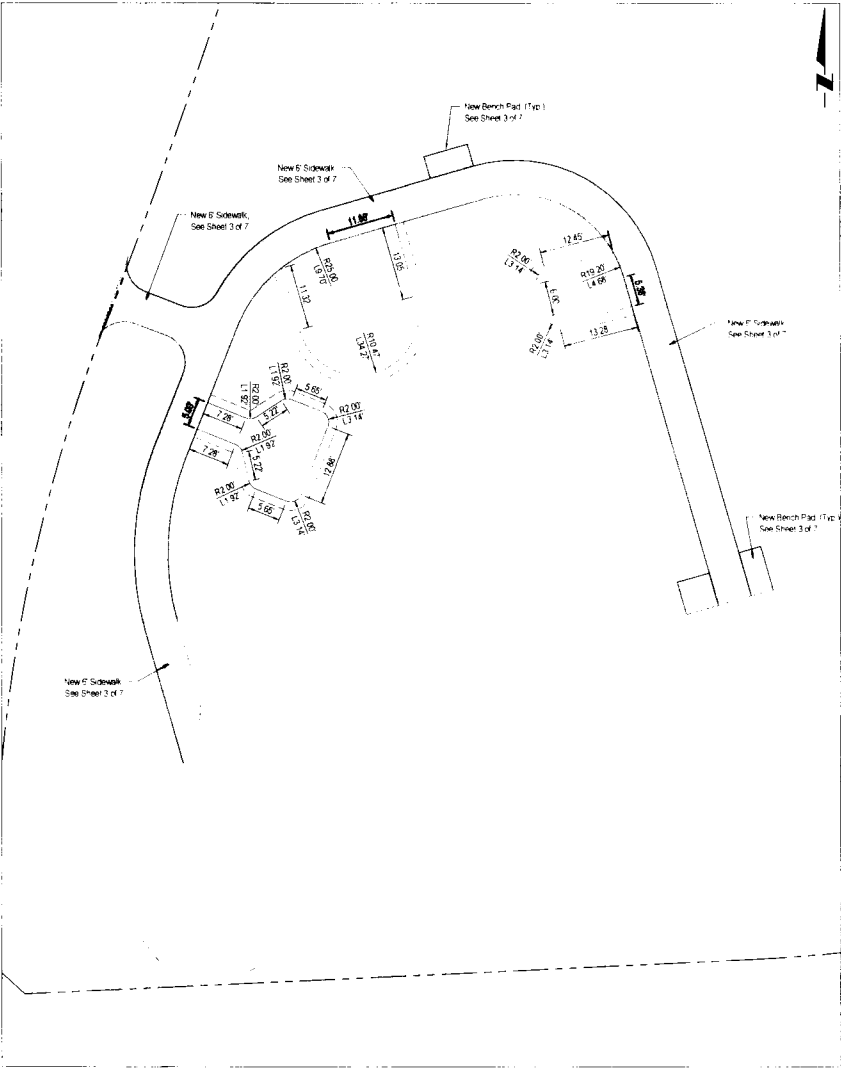 New Bench Pad (Typ.)
See Sheet 3 of 7
New 6' Sidewalk
See Sheet 3 of 7
New 6' Sidewalk,
See Sheet 3 of 7
11.86'
13.05
R25.00
L9.70'
11.32
R10.47
L34.27
12.45'
R2.00'
L3.14'
R19.20'
L4.66'
6.00'
R2.00'
L3.14'
13.28
New 6' Sidewalk
See Sheet 3 of 7
R2.00'
L1.92'
R2.00'
L1.92'
5.65'
5.00'
7.28'
5.22'
R2.00'
L3.14'
7.28'
R2.00'
L1.92'
5.22'
12.86'
R2.00'
L1.92'
5.65'
R2.00'
L3.14'
New Bench Pad (Typ.)
See Sheet 3 of 7
New 6' Sidewalk
See Sheet 3 of 7